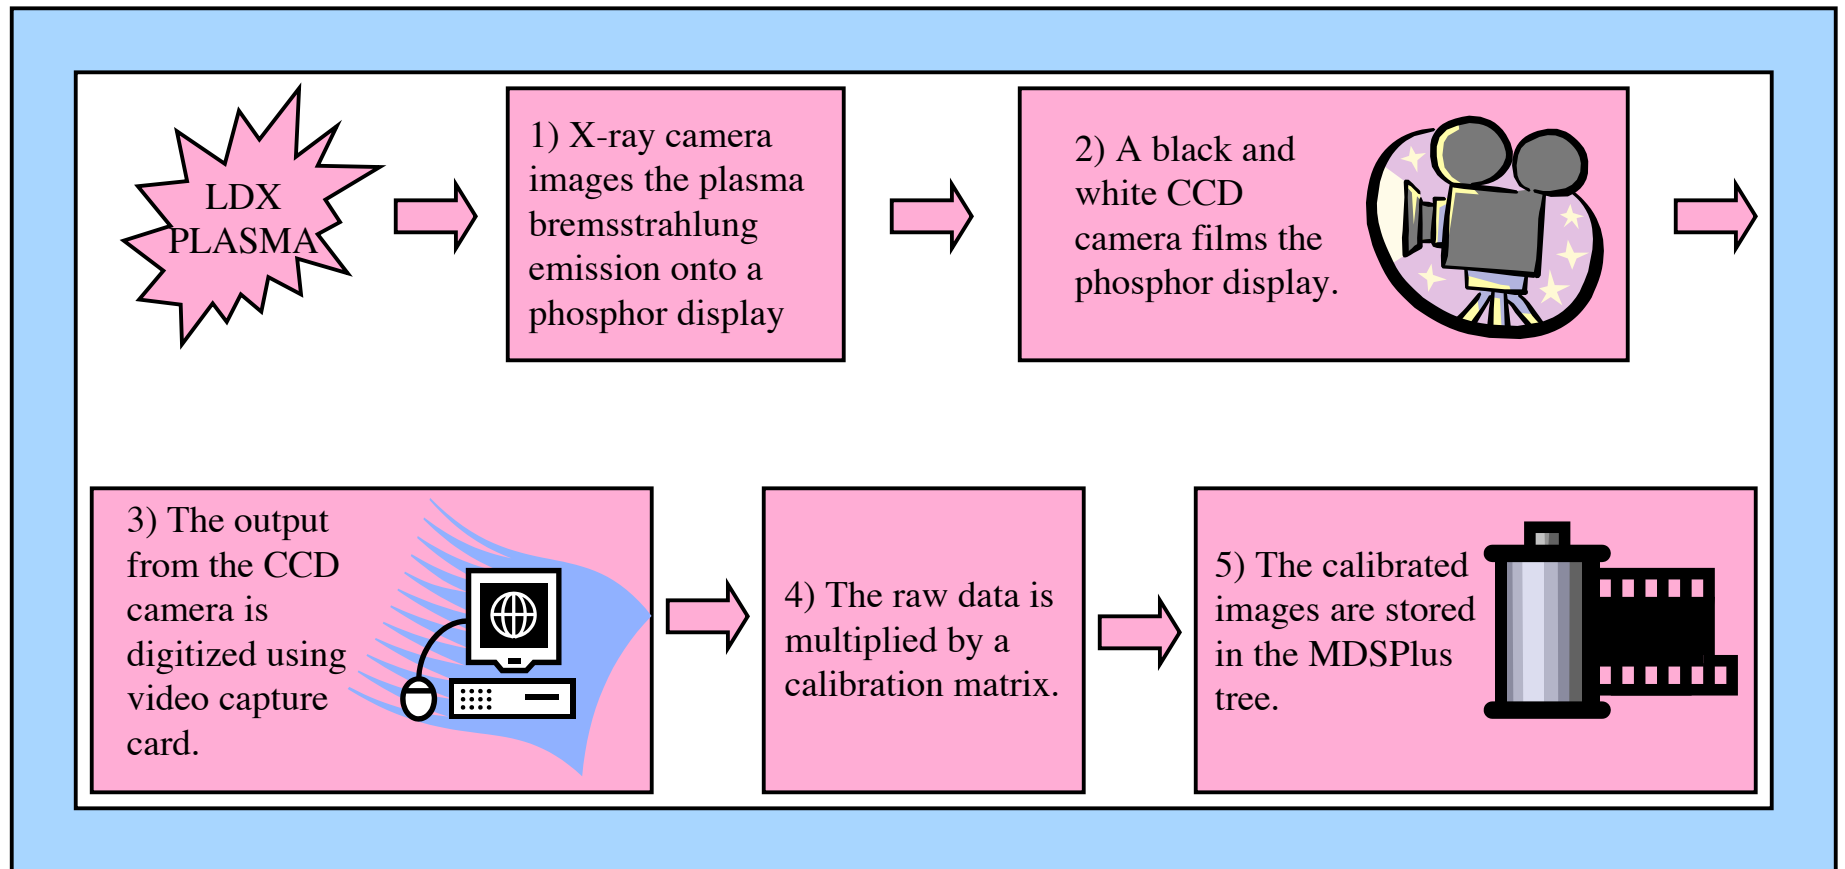 LDX
PLASMA
1) X-ray camera
images the plasma
bremsstrahlung
emission onto a
phosphor display
2) A black and
white CCD
camera films the
phosphor display.
3) The output
from the CCD
camera is
digitized using
video capture
card.
4) The raw data is
multiplied by a
calibration matrix.
5) The calibrated
images are stored
in the MDSPlus
tree.